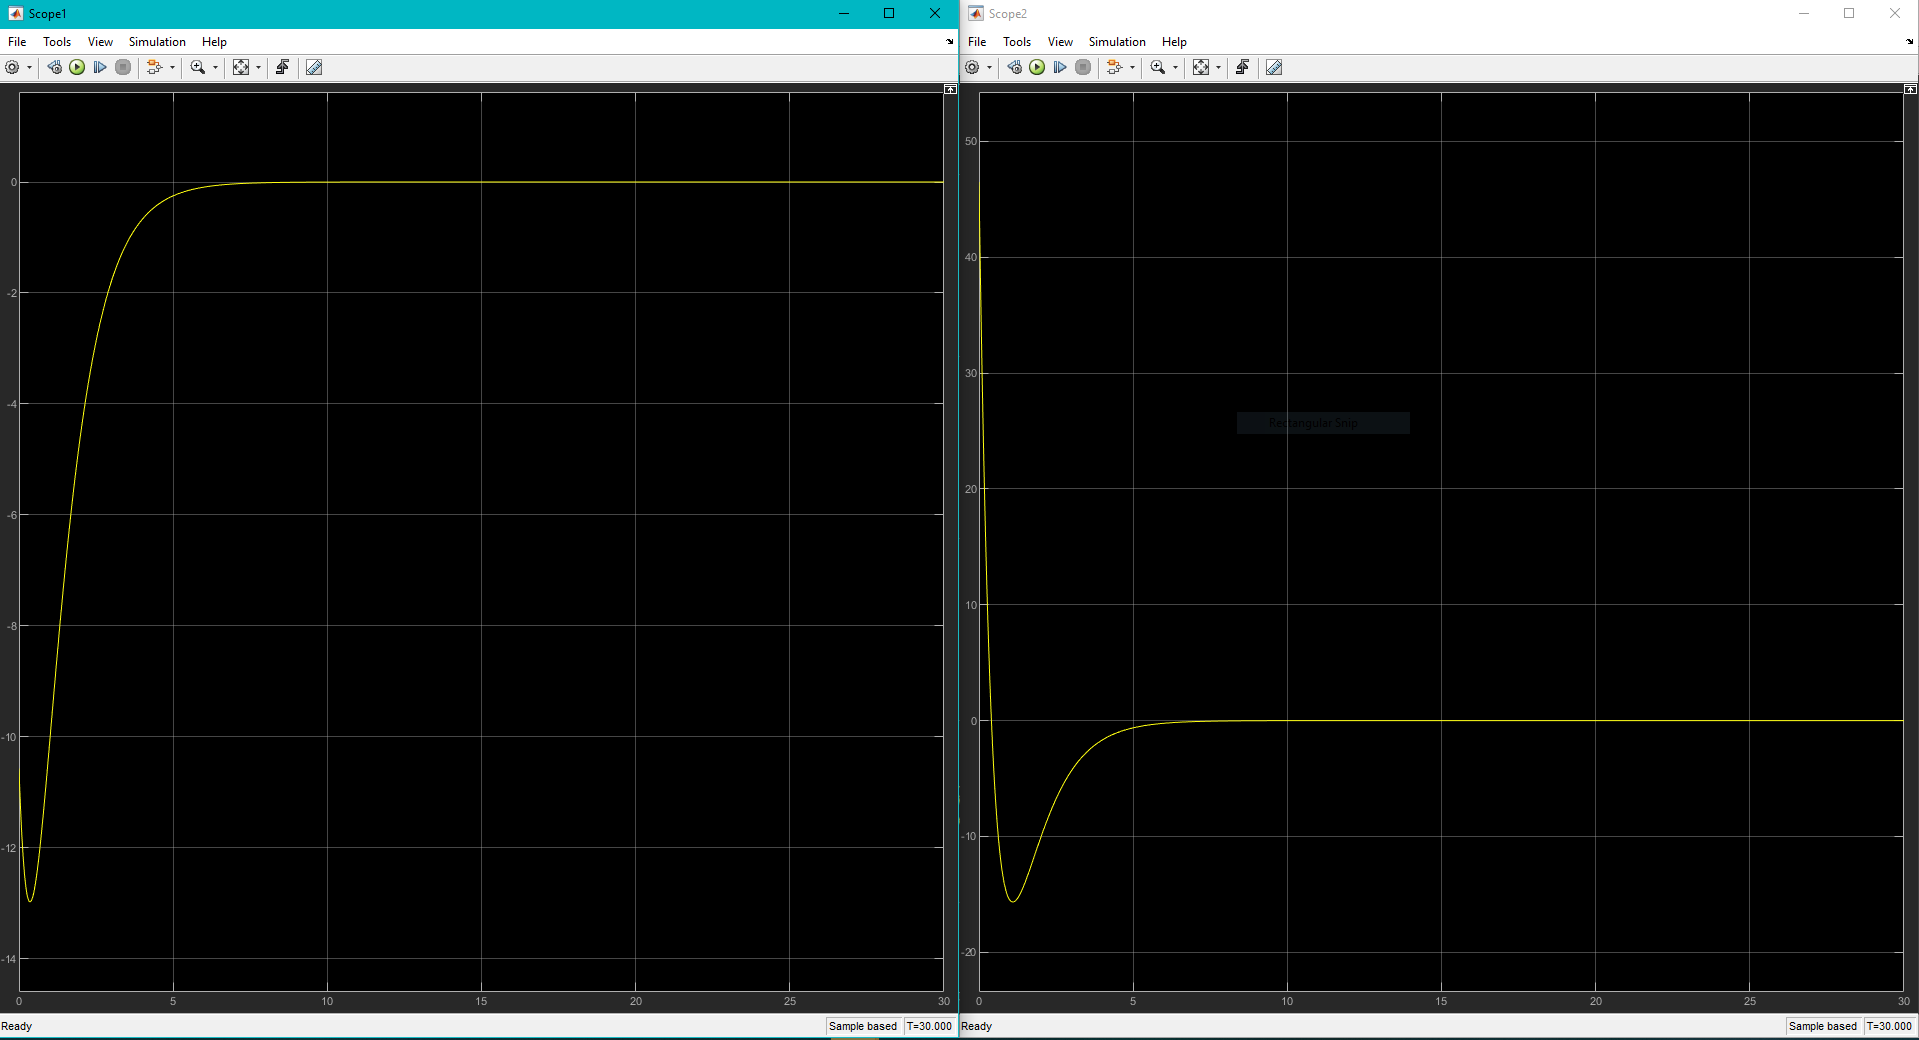 Scope1
File Tools View Simulation Help
0
-2
-4
-6
-8
-10
-12
-14
0 5 10 15 20 25 30
Ready Sample based T=30.000
Scope2
File Tools View Simulation Help
50
40
30
Rectangular Snip
20
10
0
-10
-20
0 5 10 15 20 25 30
Ready Sample based T=30.000